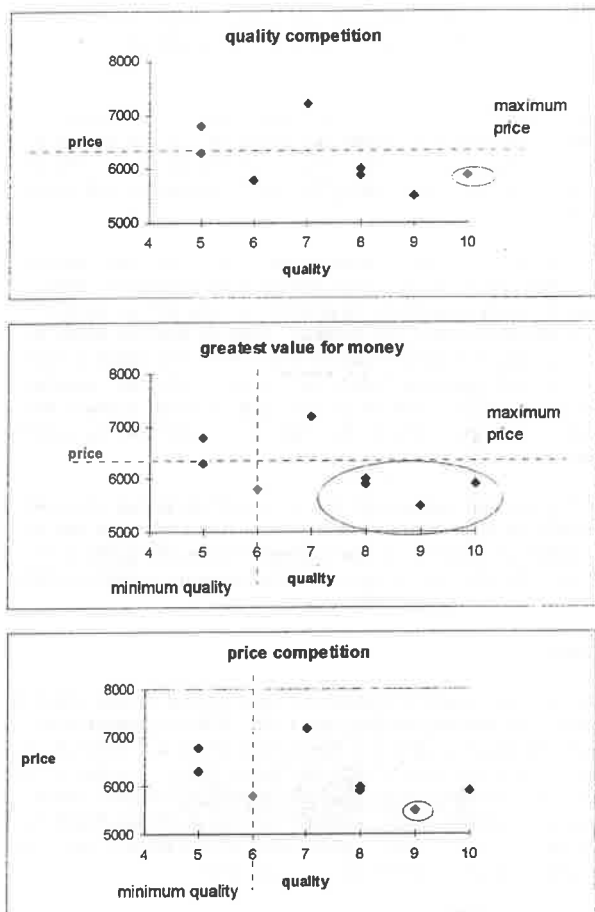 quality competition
8000
maximum
price
7000
price
6000
5000
4 5 6 7 8 9 10
quality
greatest value for money
8000
maximum
price
7000
price
6000
5000
4 5 6 7 8 9 10
minimum quality quality
price competition
8000
7000
price
6000
5000
4 5 6 7 8 9 10
minimum quality quality